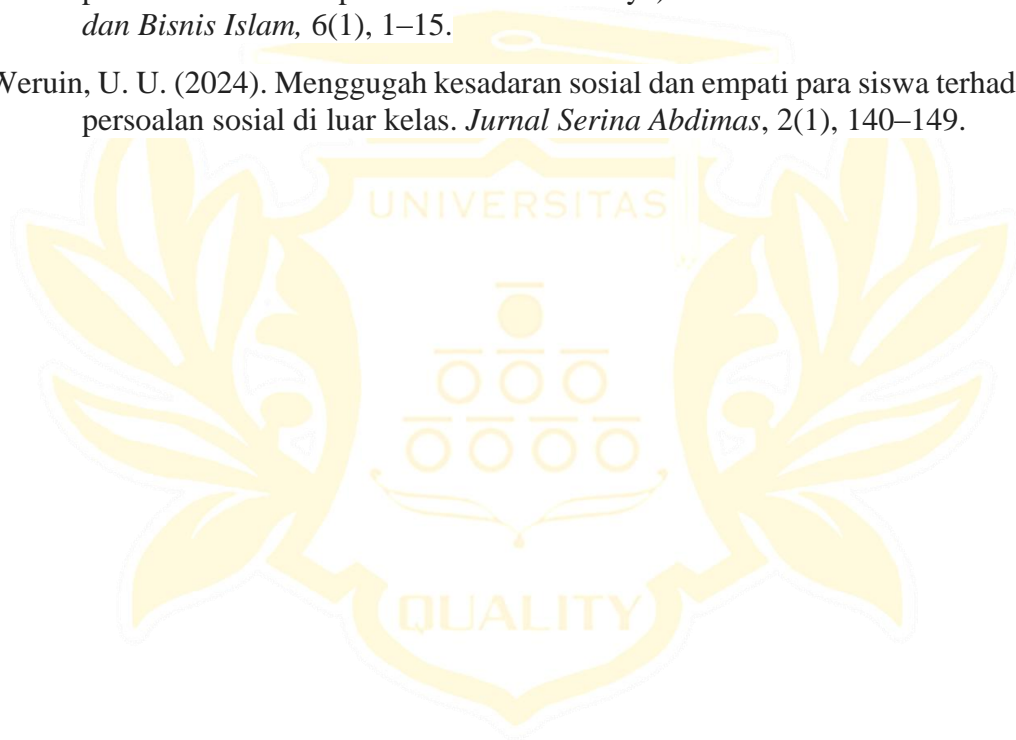 dan Bisnis Islam, 6(1), 1–15.
Weruin, U. U. (2024). Menggugah kesadaran sosial dan empati para siswa terhad
persoalan sosial di luar kelas. Jurnal Serina Abdimas, 2(1), 140–149.
UNIVERSITAS
QUALITY